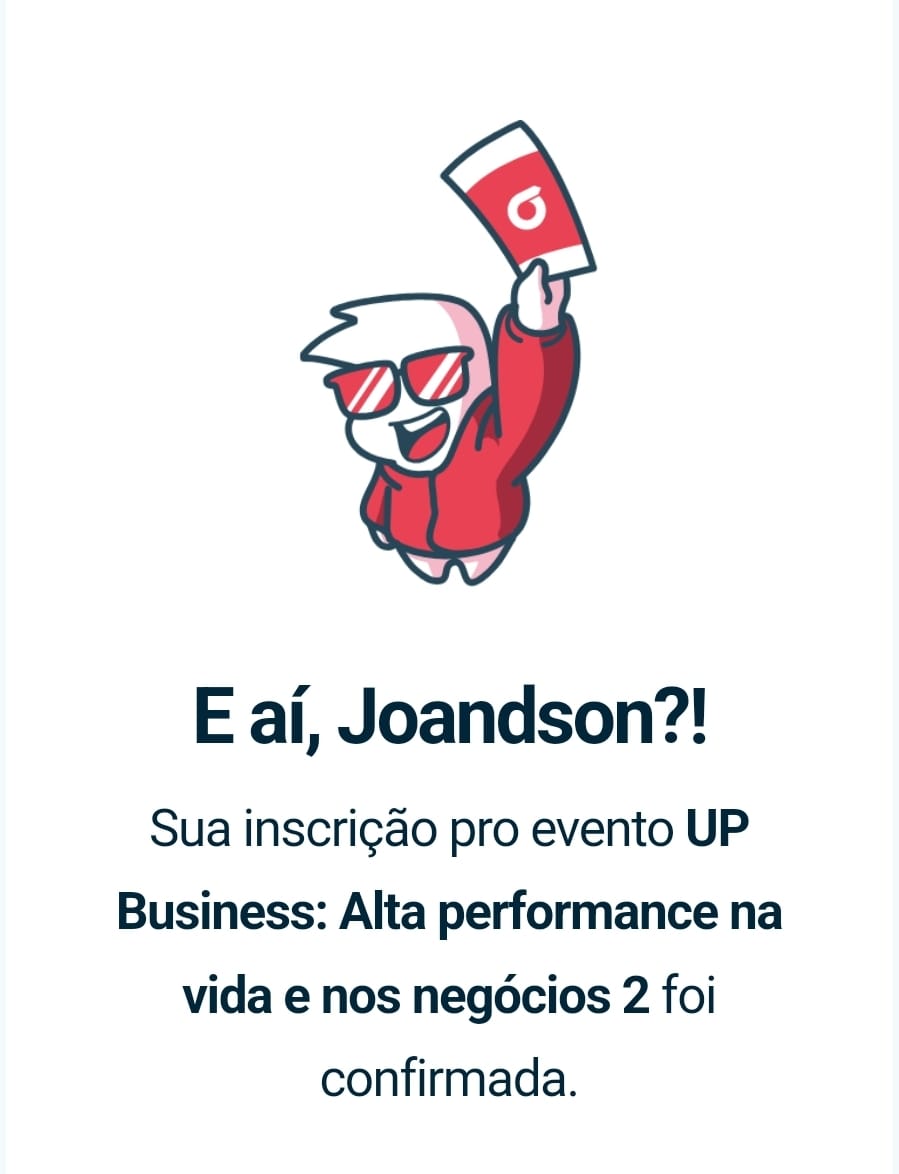 E aí, Joandson?!
Sua inscrição pro evento UP
Business: Alta performance na
vida e nos negócios 2 foi
confirmada.